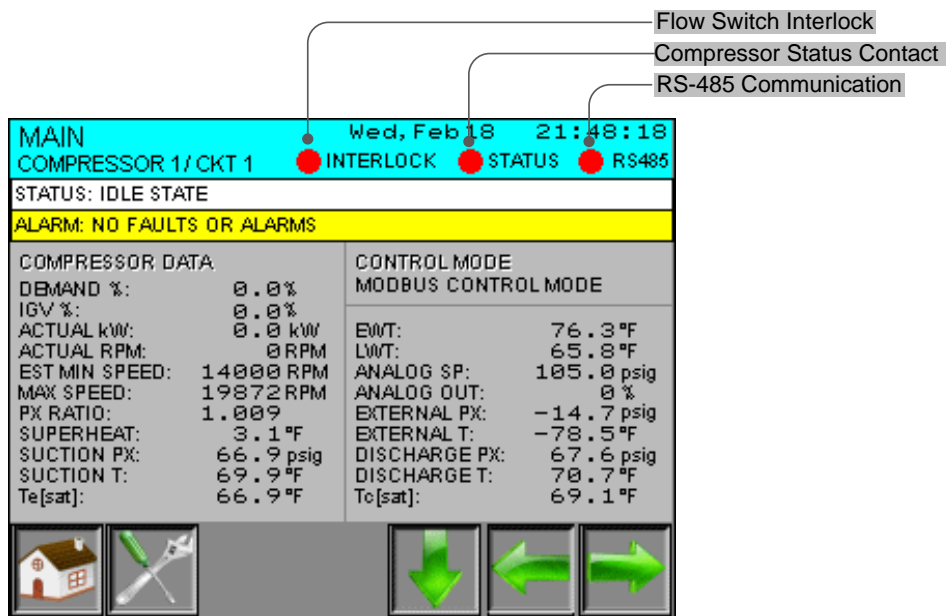 Flow Switch Interlock
Compressor Status Contact
RS-485 Communication
MAIN Wed, Feb 18 21:48:18
COMPRESSOR 1/ CKT 1 INTERLOCK STATUS RS485
STATUS: IDLE STATE
ALARM: NO FAULTS OR ALARMS
COMPRESSOR DATA
DEMAND %: 0.0%
IGV %: 0.0%
ACTUAL kW: 0.0 kW
ACTUAL RPM: 0 RPM
EST MIN SPEED: 14000 RPM
MAX SPEED: 19872 RPM
PX RATIO: 1.009
SUPERHEAT: 3.1°F
SUCTION PX: 66.9 psig
SUCTION T: 69.9°F
Te[sat]: 66.9°F
CONTROL MODE
MODBUS CONTROL MODE
EWT: 76.3°F
LWT: 65.8°F
ANALOG SP: 105.0 psig
ANALOG OUT: 0 %
EXTERNAL PX: -14.7 psig
EXTERNAL T: -78.5°F
DISCHARGE PX: 67.6 psig
DISCHARGE T: 70.7°F
Tc[sat]: 69.1°F